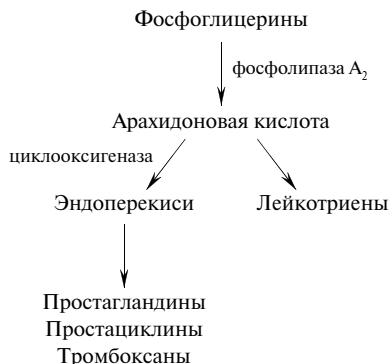 Фосфоглицерины
фосфолипаза A₂
Арахидоновая кислота
циклооксигеназа
Эндоперекиси
Лейкотриены
Простагландины
Простациклины
Тромбоксаны